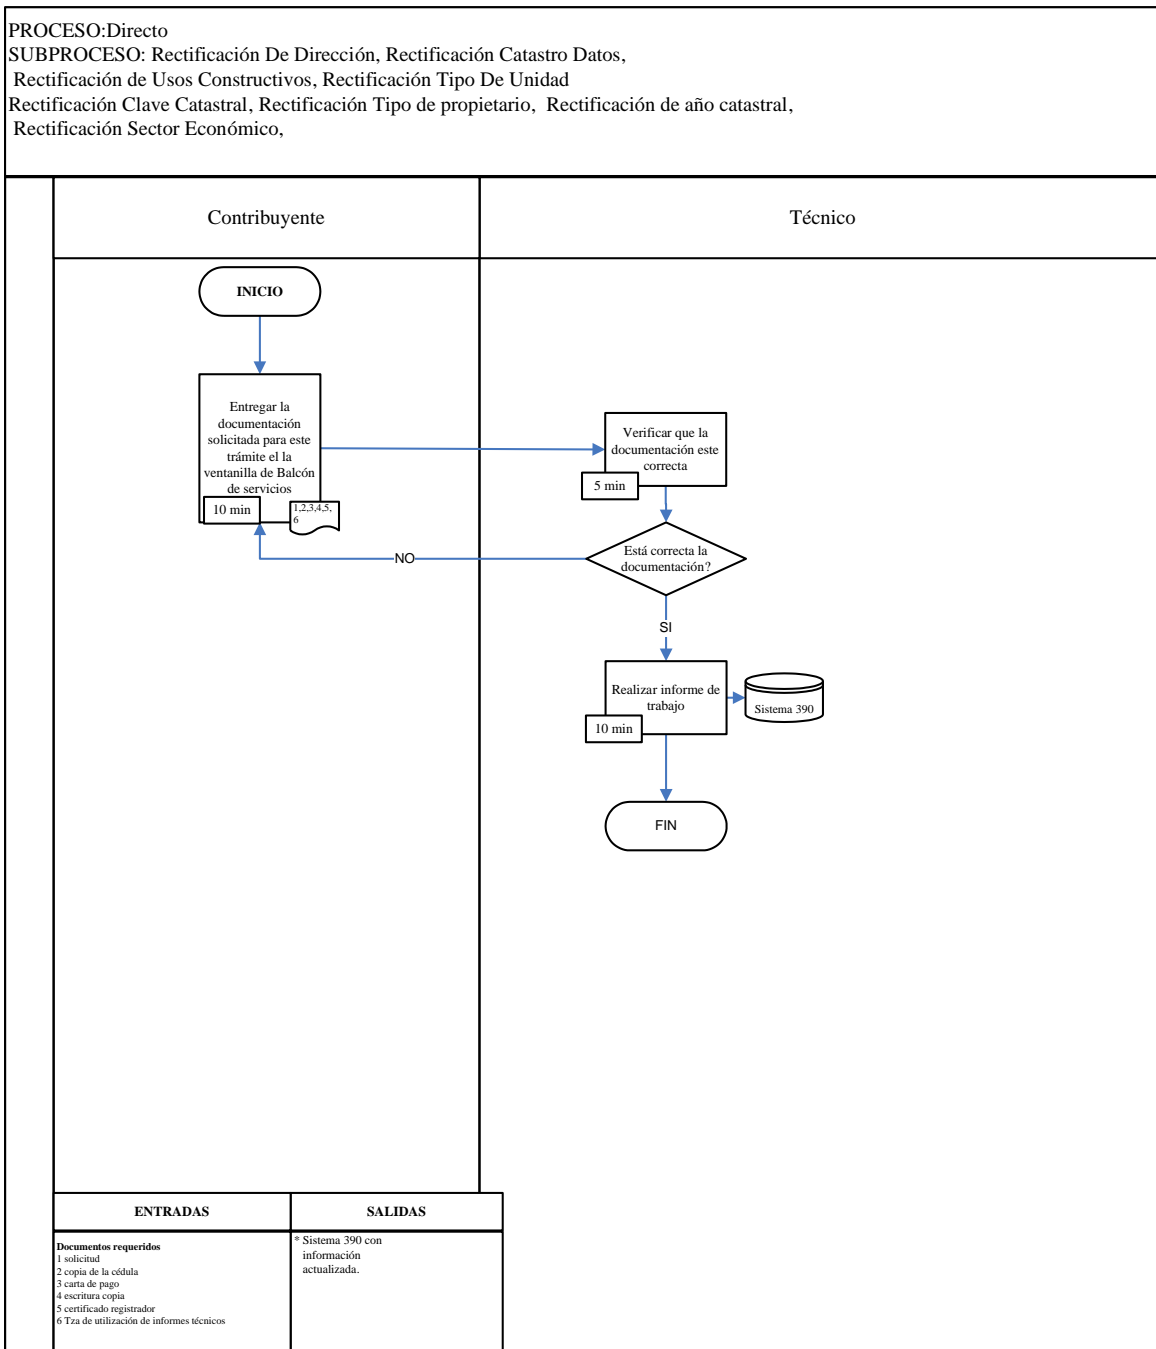 PROCESO:Directo
SUBPROCESO: Rectificación De Dirección, Rectificación Catastro Datos,
Rectificación de Usos Constructivos, Rectificación Tipo De Unidad
Rectificación Clave Catastral, Rectificación Tipo de propietario, Rectificación de año catastral,
Rectificación Sector Económico,
Contribuyente
Técnico
INICIO
Entregar la
documentación
solicitada para este
trámite el la
ventanilla de Balcón
de servicios
10 min
1,2,3,4,5,
6
Verificar que la
documentación este
correcta
5 min
Está correcta la
documentación?
NO
SI
Realizar informe de
trabajo
10 min
Sistema 390
FIN
ENTRADAS
SALIDAS
Documentos requeridos
1 solicitud
2 copia de la cédula
3 carta de pago
4 escritura copia
5 certificado registrador
6 Tza de utilización de informes técnicos
* Sistema 390 con
información
actualizada.